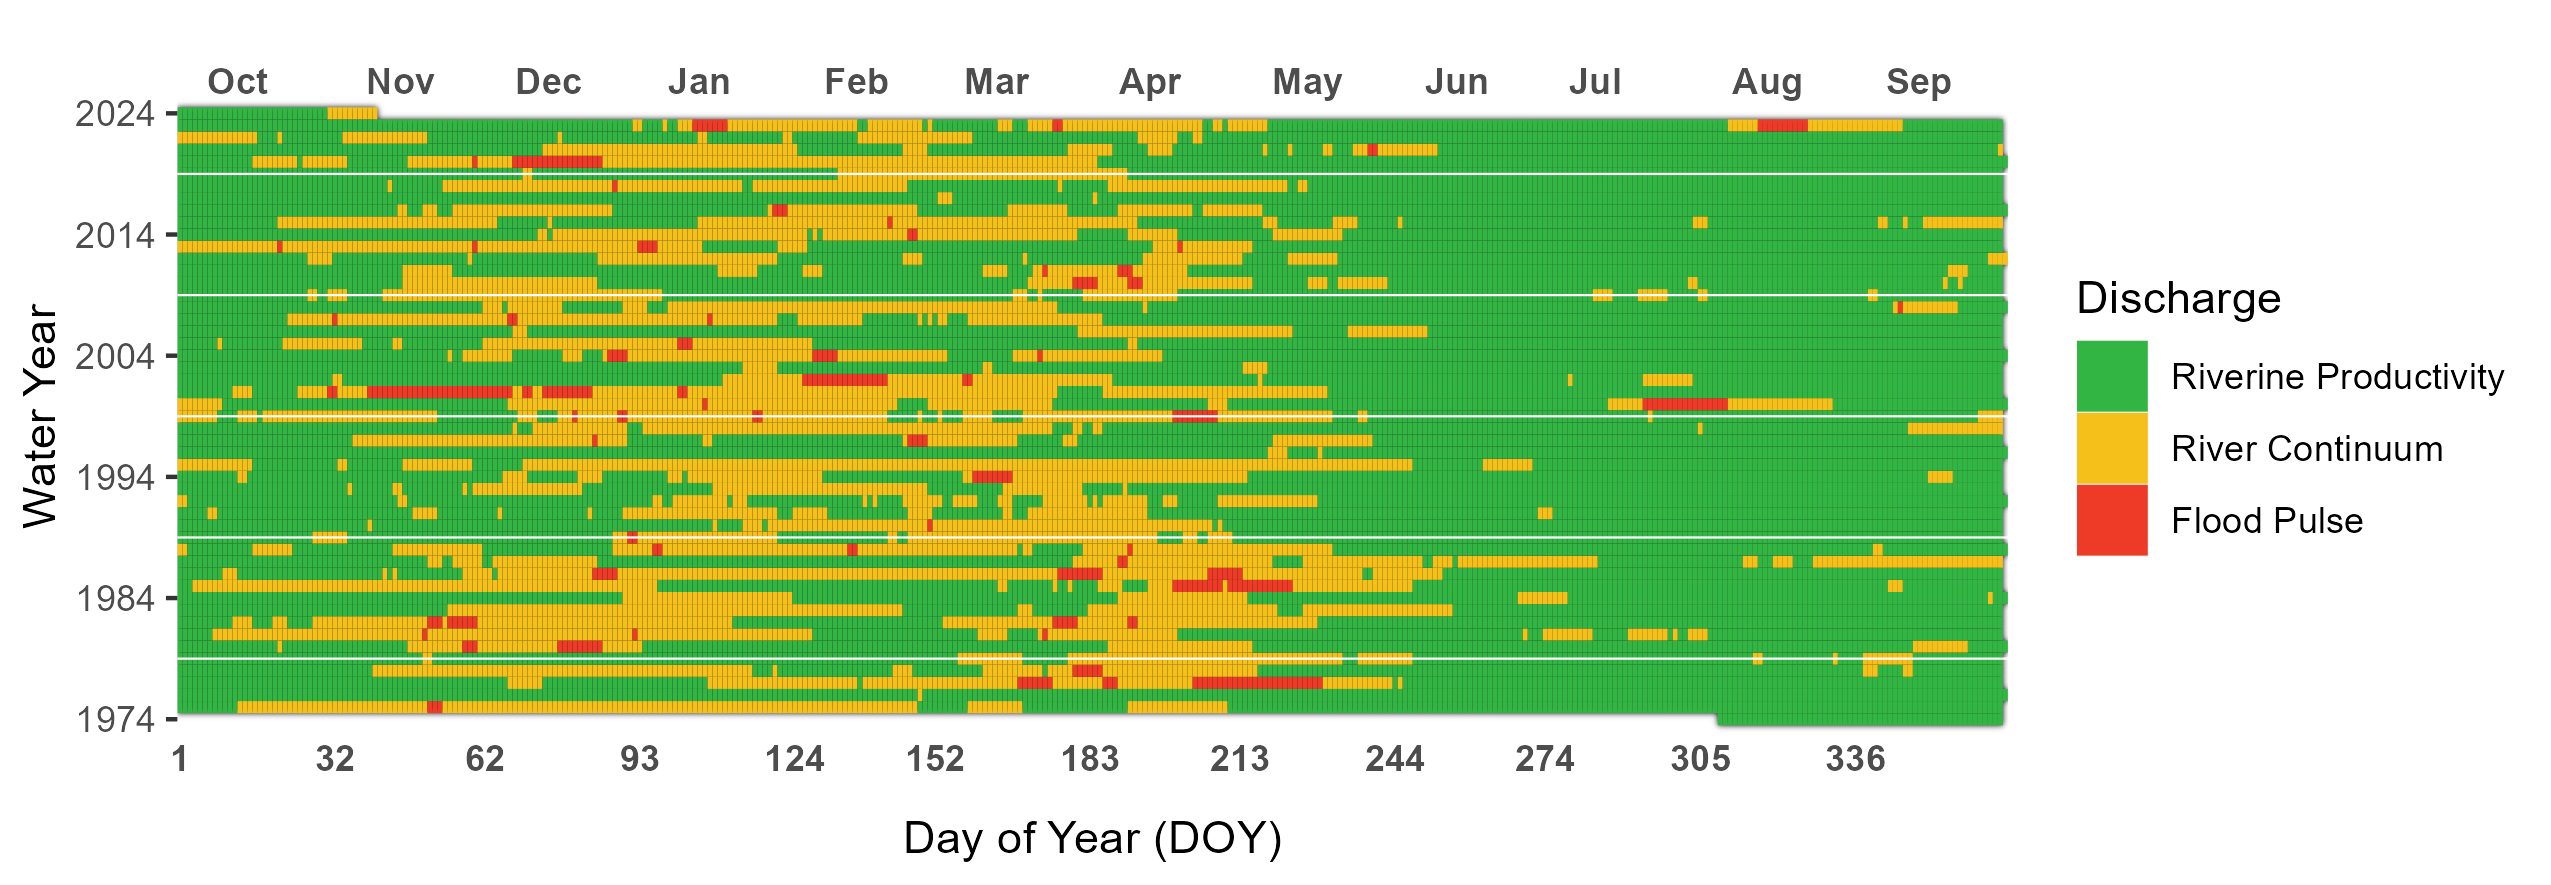 Oct Nov Dec Jan Feb Mar Apr May Jun Jul Aug Sep
2024
2014
2004
1994
1984
1974
Water Year
1 32 62 93 124 152 183 213 244 274 305 336
Day of Year (DOY)
Discharge
Riverine Productivity
River Continuum
Flood Pulse